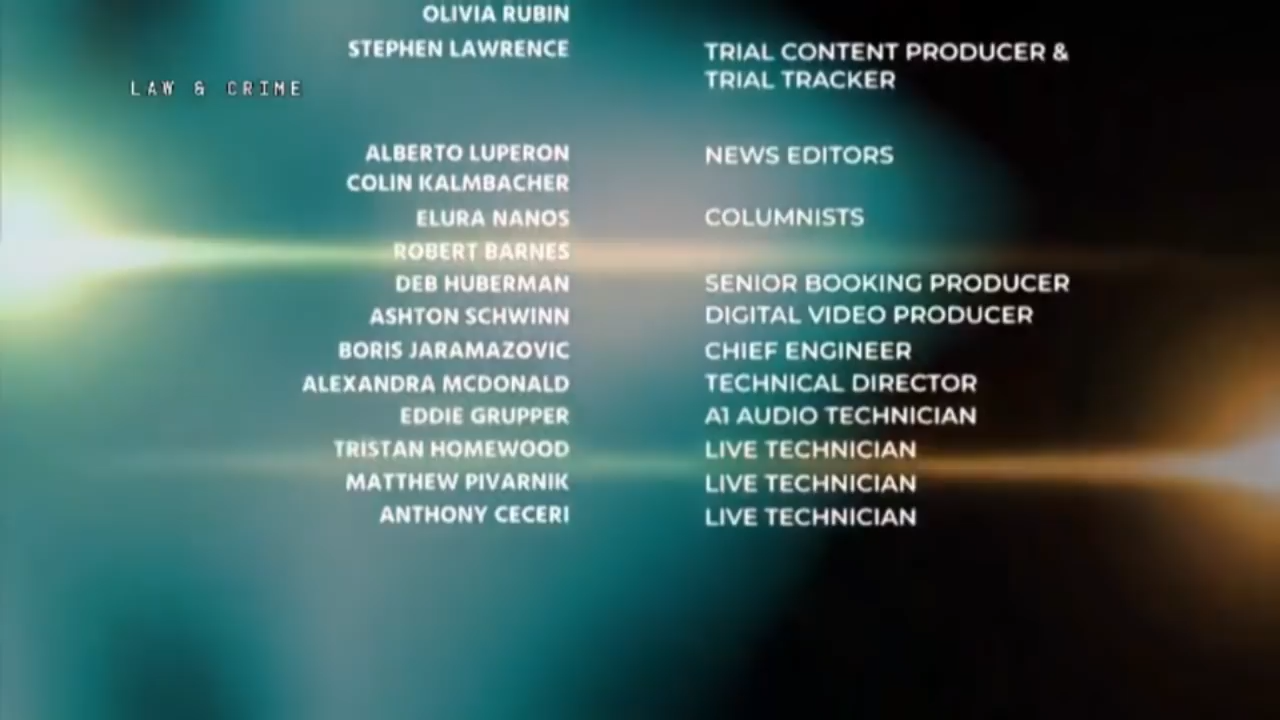 OLIVIA RUBIN
STEPHEN LAWRENCE TRIAL CONTENT PRODUCER &
TRIAL TRACKER
LAW & CRIME
ALBERTO LUPERON NEWS EDITORS
COLIN KALMBACHER
ELURA NANOS COLUMNISTS
ROBERT BARNES
DEB HUBERMAN SENIOR BOOKING PRODUCER
ASHTON SCHWINN DIGITAL VIDEO PRODUCER
BORIS JARAMAZOVIC CHIEF ENGINEER
ALEXANDRA MCDONALD TECHNICAL DIRECTOR
EDDIE GRUPPER A1 AUDIO TECHNICIAN
TRISTAN HOMEWOOD LIVE TECHNICIAN
MATTHEW PIVARNIK LIVE TECHNICIAN
ANTHONY CECERI LIVE TECHNICIAN